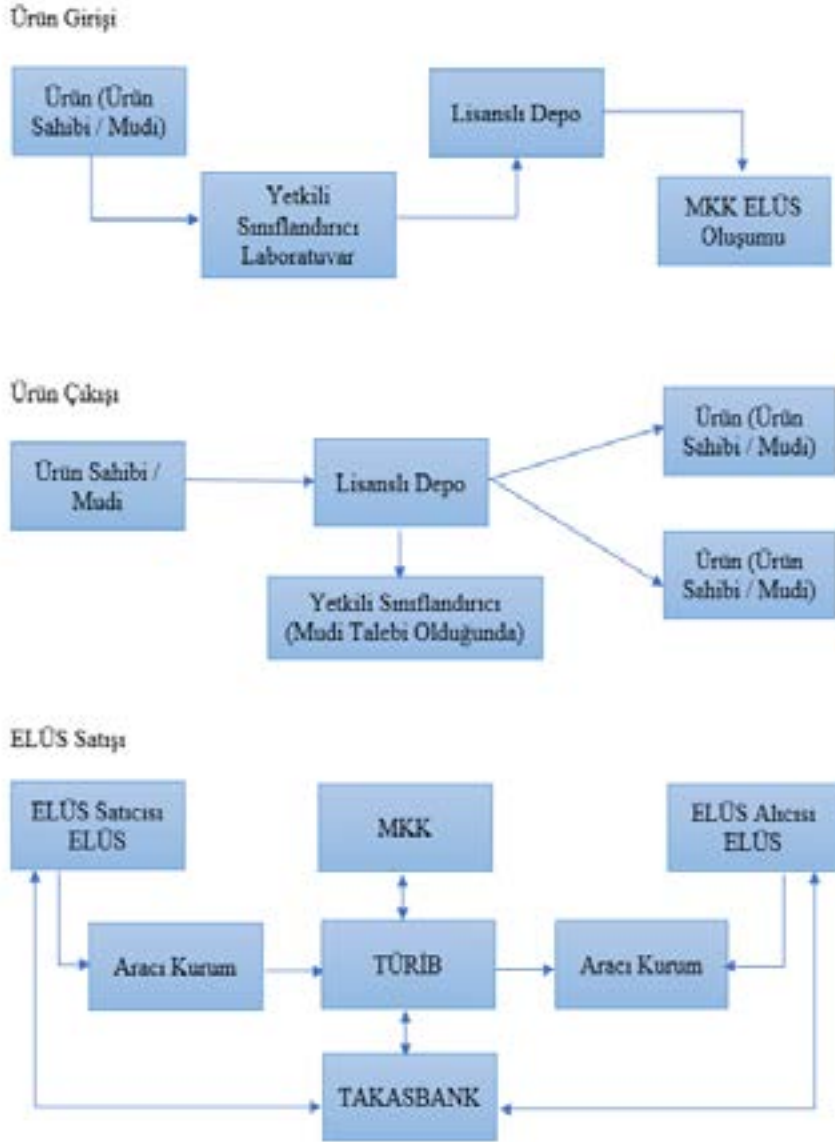 Ürün Girişi
Ürün (Ürün
Sahibi / Mudi)
Yetkili
Sınıflandırıcı
Laboratuvar
Lisanslı Depo
MKK ELÜS
Oluşumu
Ürün Çıkışı
Ürün Sahibi /
Mudi
Lisanslı Depo
Ürün (Ürün
Sahibi / Mudi)
Ürün (Ürün
Sahibi / Mudi)
Yetkili Sınıflandırıcı
(Mudi Talebi Olduğunda)
ELÜS Satışı
ELÜS Satıcısı
ELÜS
MKK
ELÜS Alıcısı
ELÜS
Aracı Kurum
TÜRİB
Aracı Kurum
TAKASBANK